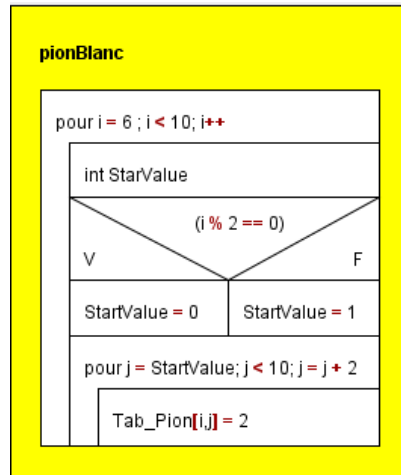 pionBlanc
pour i = 6 ; i < 10; i++
int StarValue
(i % 2 == 0)
V F
StartValue = 0 StartValue = 1
pour j = StartValue; j < 10; j = j + 2
Tab_Pion[i,j] = 2